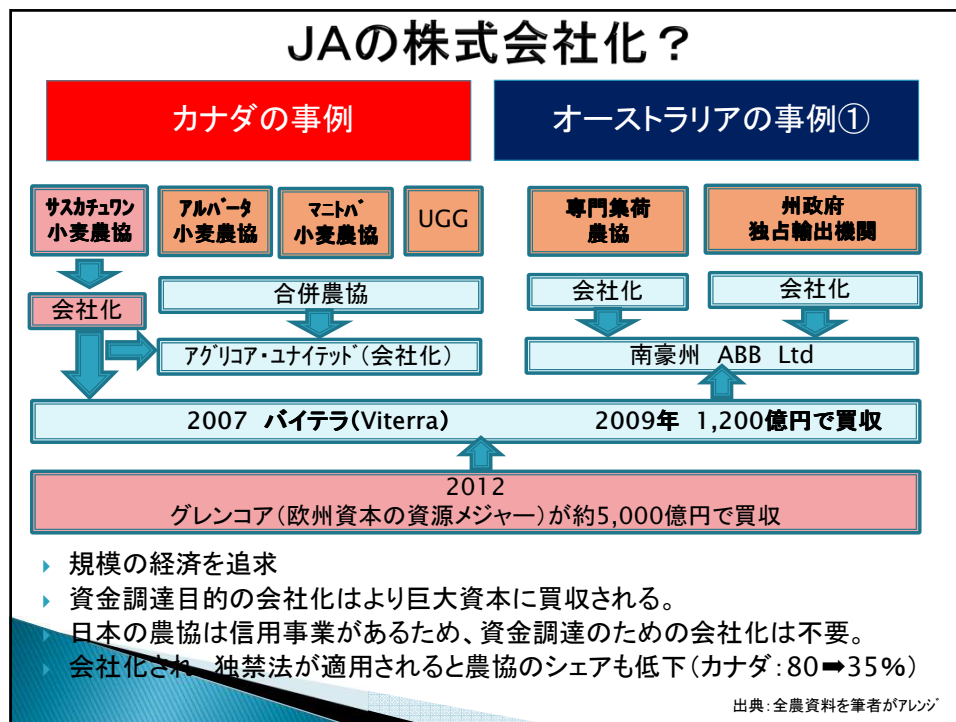 JAの株式会社化？
カナダの事例
オーストラリアの事例①
ｻｽｶﾁｭﾜﾝ
小麦農協
ｱﾙﾊﾞｰﾀ
小麦農協
ﾏﾆﾄﾊﾞ
小麦農協
UGG
専門集荷
農協
州政府
独占輸出機関
会社化
合併農協
会社化
会社化
ｱｸﾞﾘｺｱ・ﾕﾅｲﾃｯﾄﾞ（会社化）
南豪州 ABB Ltd
2007 バイテラ（Viterra）
2009年 1,200億円で買収
2012
グレンコア（欧州資本の資源メジャー）が約5,000億円で買収
規模の経済を追求
資金調達目的の会社化はより巨大資本に買収される。
日本の農協は信用事業があるため、資金調達のための会社化は不要。
会社化され、独禁法が適用されると農協のシェアも低下（カナダ：80➡35％）
出典：全農資料を筆者がｱﾚﾝｼﾞ